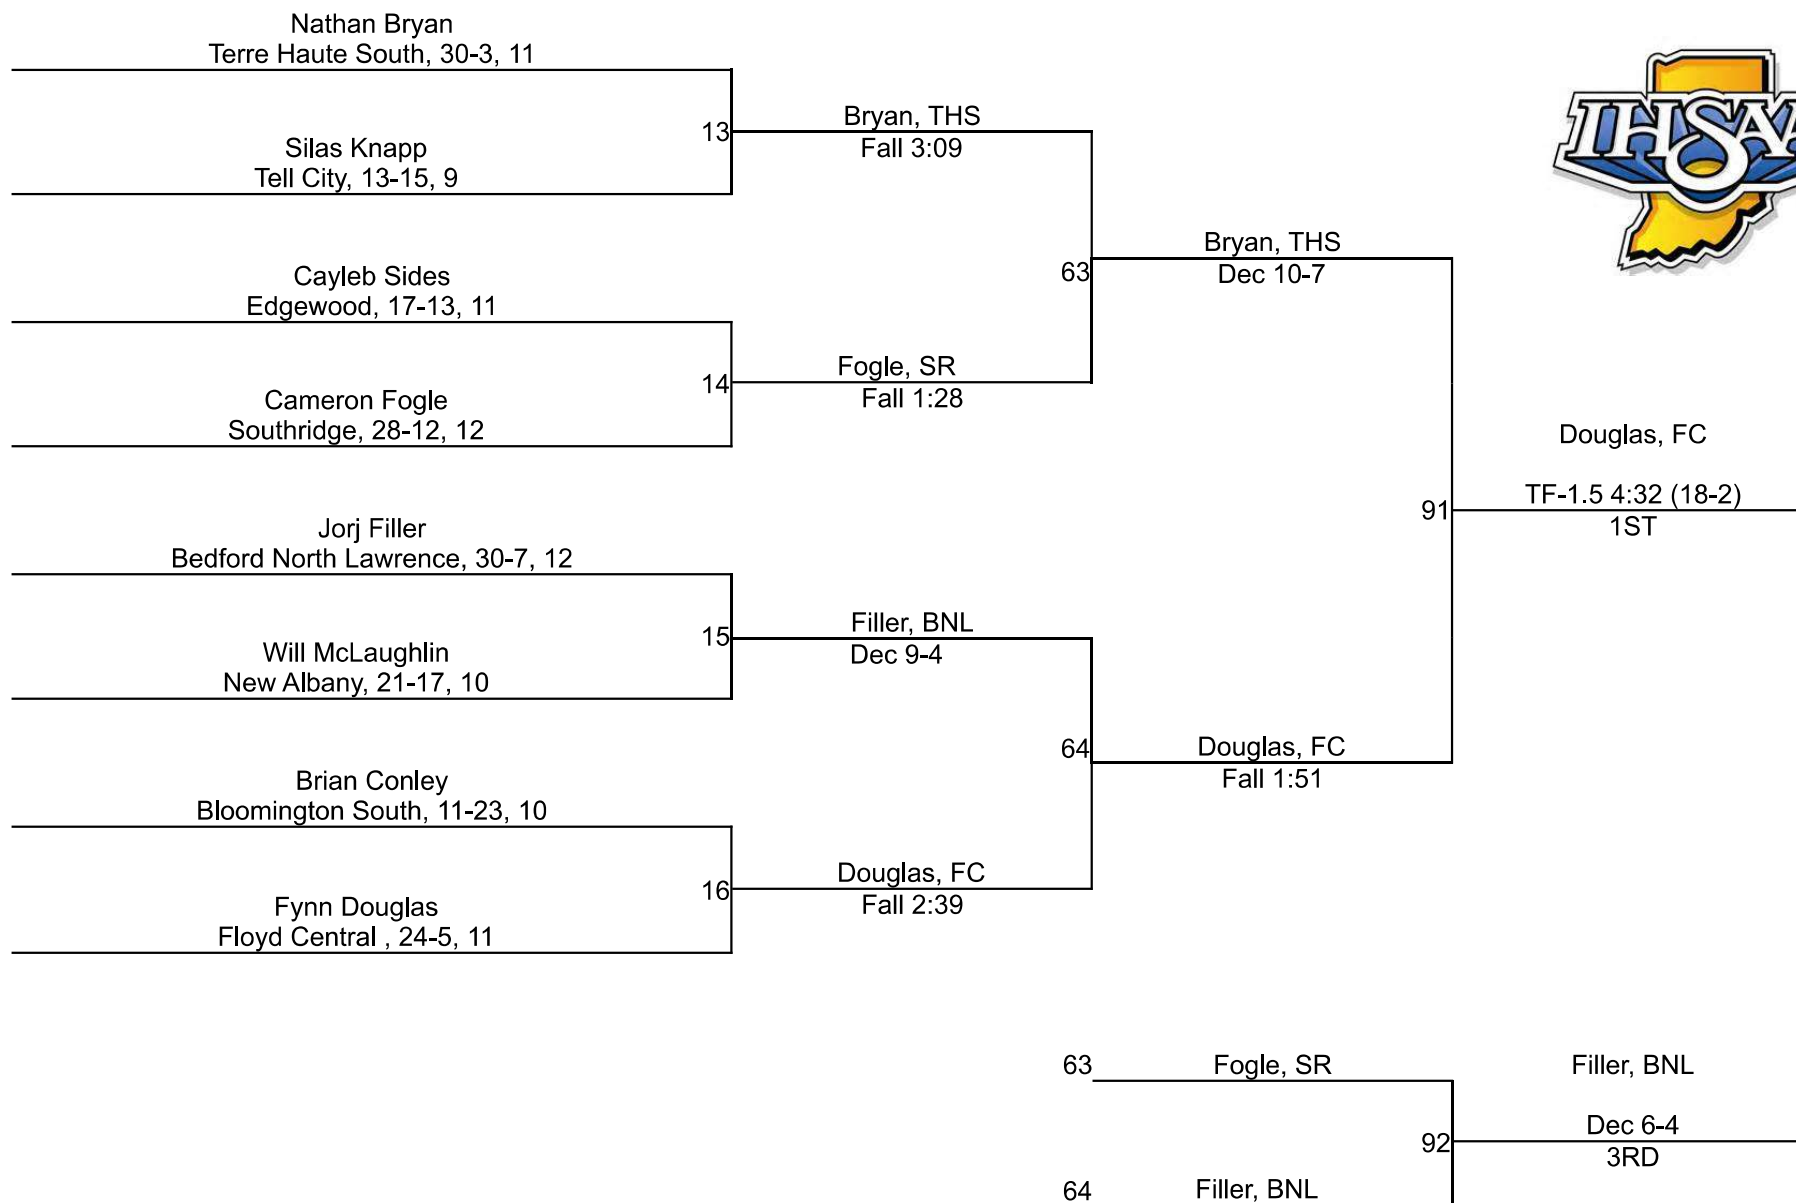 Nathan Bryan
Terre Haute South, 30-3, 11
13
Bryan, THS
Fall 3:09
Silas Knapp
Tell City, 13-15, 9
IHSAA
63
Bryan, THS
Dec 10-7
Cayleb Sides
Edgewood, 17-13, 11
14
Fogle, SR
Fall 1:28
Cameron Fogle
Southridge, 28-12, 12
91
Douglas, FC
TF-1.5 4:32 (18-2)
1ST
Jorj Filler
Bedford North Lawrence, 30-7, 12
15
Filler, BNL
Dec 9-4
Will McLaughlin
New Albany, 21-17, 10
64
Douglas, FC
Fall 1:51
Brian Conley
Bloomington South, 11-23, 10
16
Douglas, FC
Fall 2:39
Fynn Douglas
Floyd Central , 24-5, 11
63
Fogle, SR
Filler, BNL
92
Dec 6-4
3RD
64
Filler, BNL